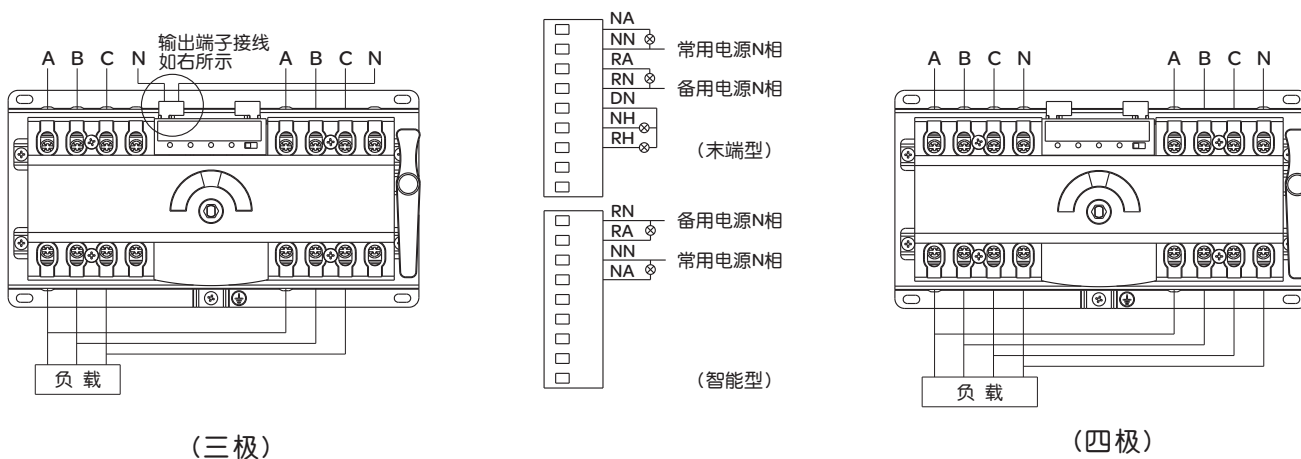 A B C N
输出端子接线
如右所示
A B C N
负 载
(三极)
NA
NN
常用电源N相
RA
RN
备用电源N相
DN
NH
RH
(末端型)
RN
备用电源N相
RA
NN
常用电源N相
NA
(智能型)
A B C N
A B C N
负 载
(四极)